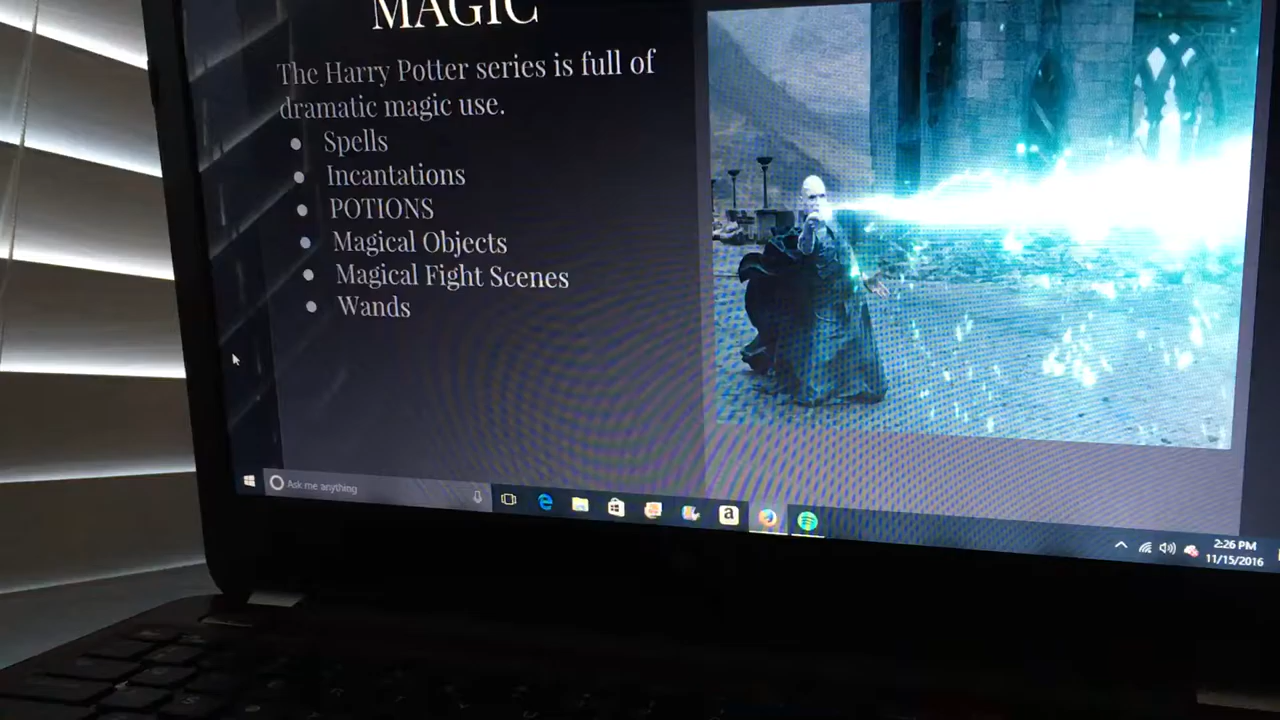 MAGIC
The Harry Potter series is full of
dramatic magic use.
Spells
Incantations
POTIONS
Magical Objects
Magical Fight Scenes
Wands
Ask me anything
a
2:26 PM
11/15/2016